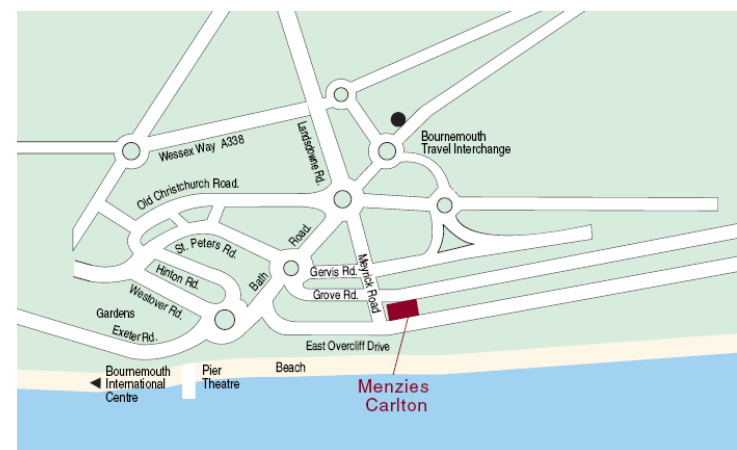 Wessex Way A338
Landsdowne Rd.
Bournemouth
Travel Interchange
Old Christchurch Road.
St. Peters Rd.
Road.
Bath
Hinton Rd.
Westover Rd.
Gervis Rd.
Grove Rd.
Meyrick Road
Gardens
Exeter Rd.
East Overcliff Drive
Bournemouth
International
Centre
Pier
Theatre
Beach
Menzies
Carlton